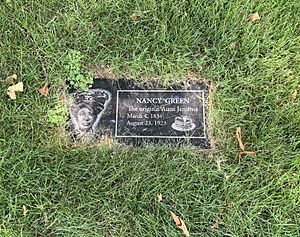 NANCY GREEN
The original Aunt Jemima
March 4, 1834
August 23, 1923